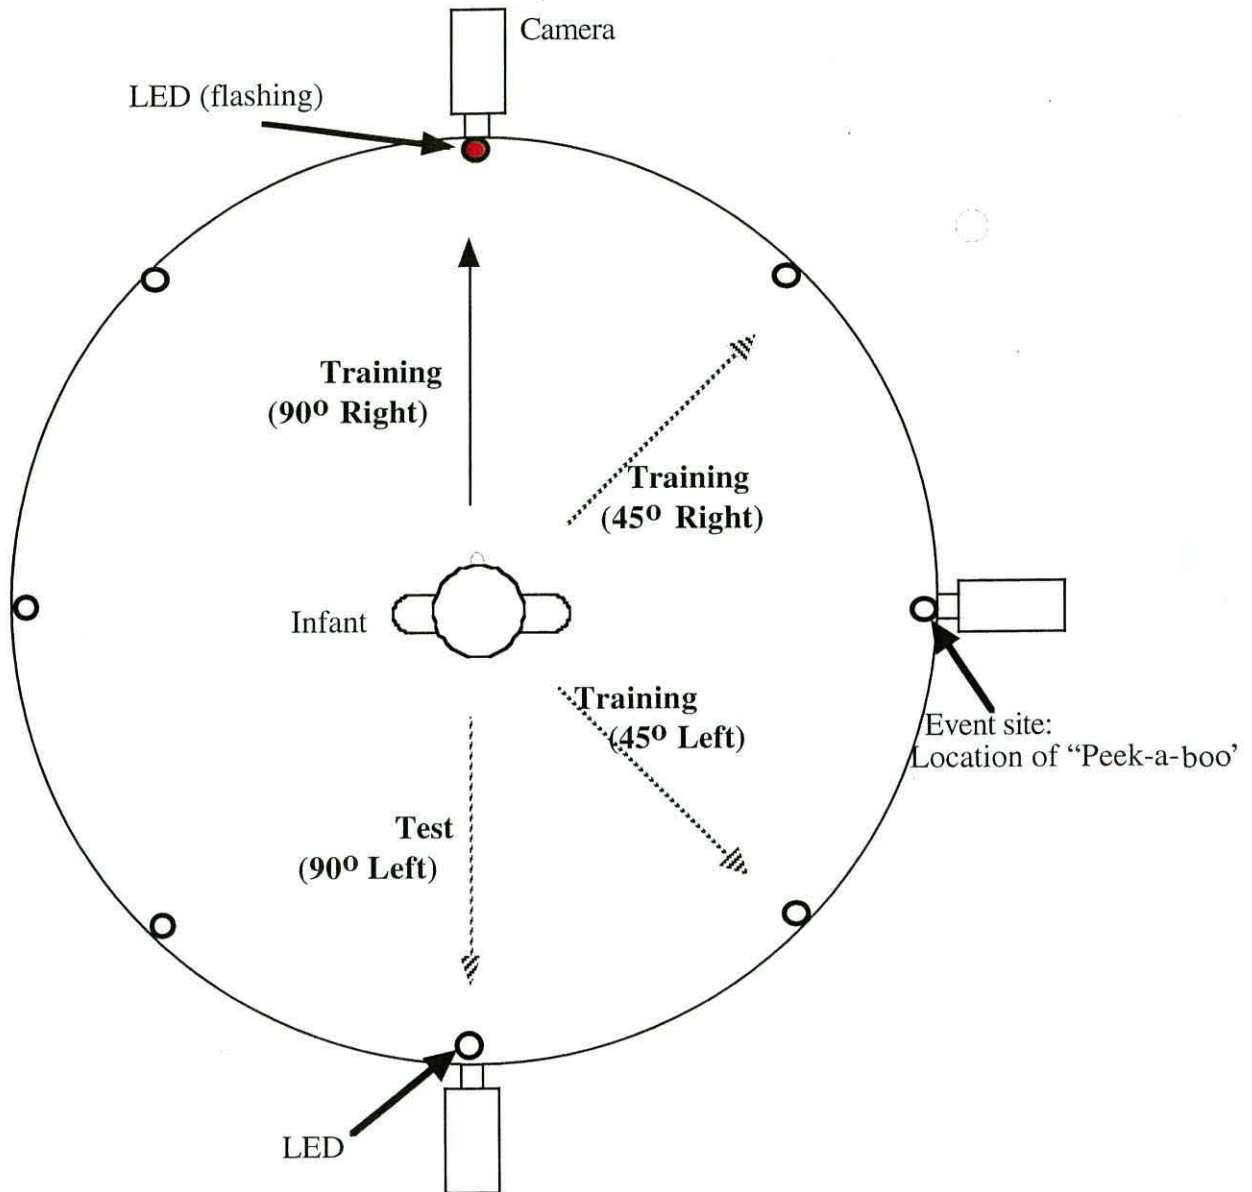 Camera
LED (flashing)
Training
(90º Right)
Training
(45º Right)
Infant
Training
(45º Left)
Event site:
Location of “Peek-a-boo’
Test
(90º Left)
LED